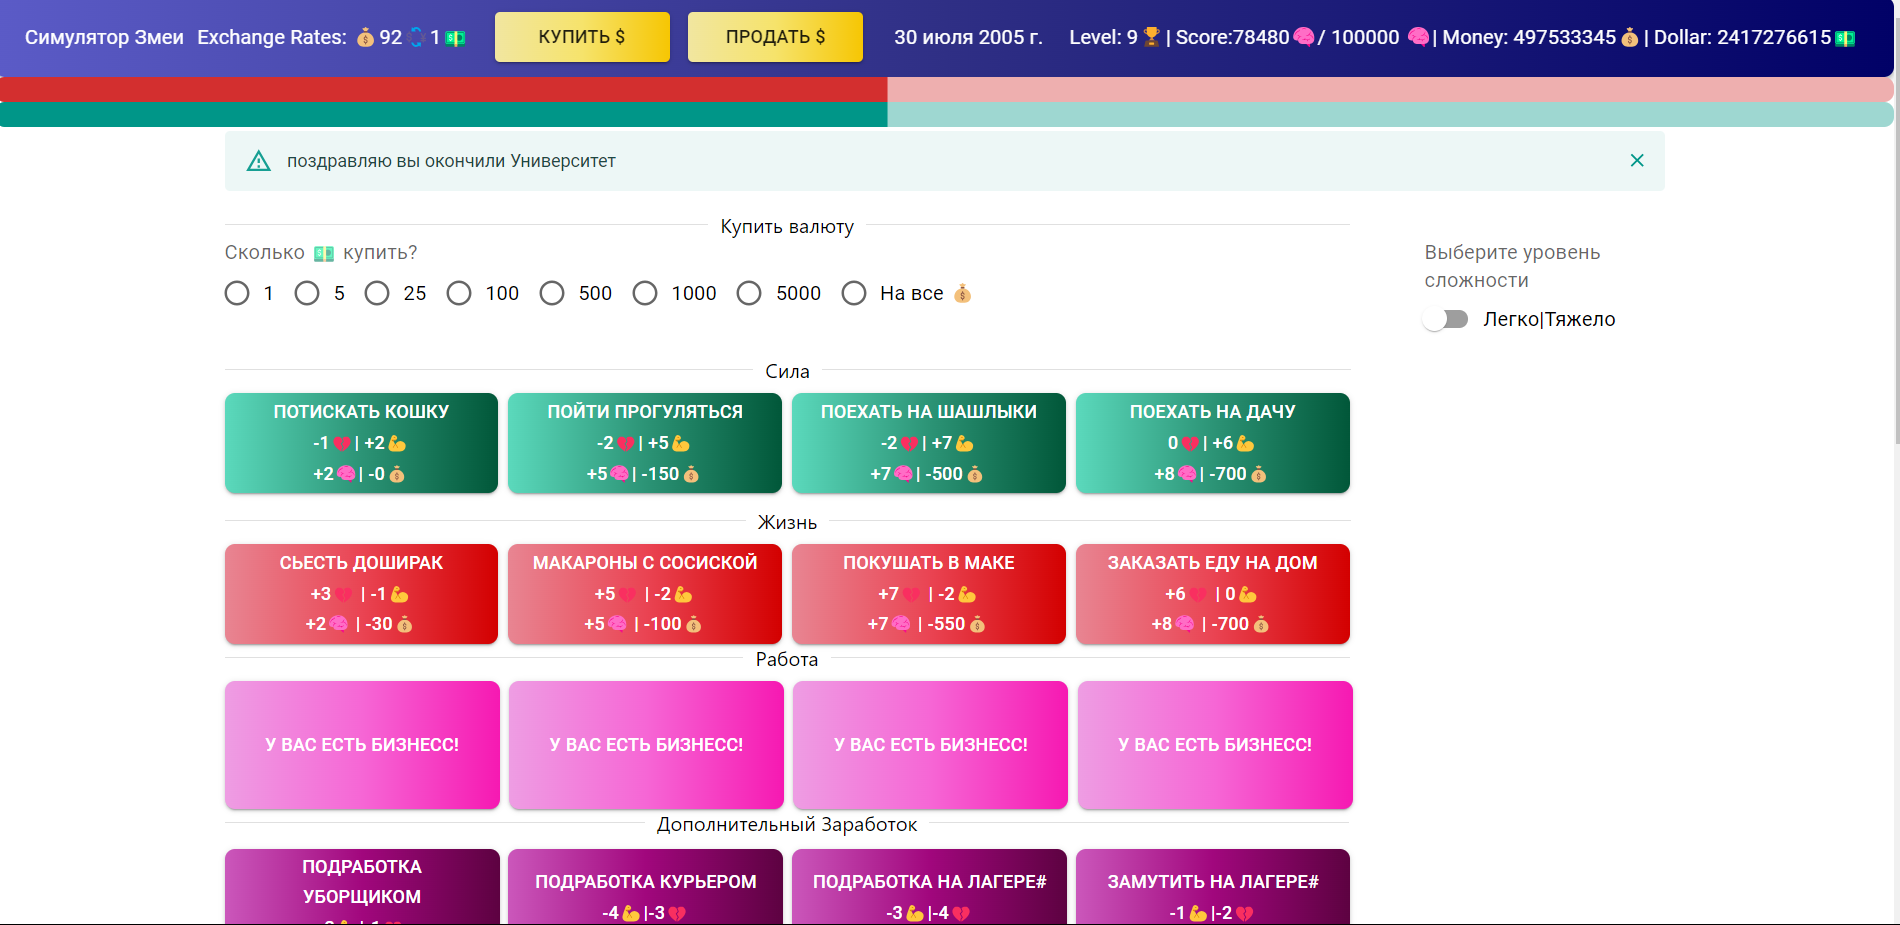 Симулятор Змеи Exchange Rates: 💰92🔄1💵 КУПИТЬ $ ПРОДАТЬ $ 30 июля 2005 г. Level: 9🏆| Score:78480🧠/ 100000 🧠| Money: 497533345💰| Dollar: 2417276615💵
поздравляю вы окончили Университет
Купить валюту
Сколько 💵 купить?
1 5 25 100 500 1000 5000 На все 💰
Выберите уровень
сложности
Легко|Тяжело
Сила
ПОТИСКАТЬ КОШКУ
-1💔| +2💪
+2🧠| -0💰
ПОЙТИ ПРОГУЛЯТЬСЯ
-2💔| +5💪
+5🧠| -150💰
ПОЕХАТЬ НА ШАШЛЫКИ
-2💔| +7💪
+7🧠| -500💰
ПОЕХАТЬ НА ДАЧУ
0💔| +6💪
+8🧠| -700💰
Жизнь
СЬЕСТЬ ДОШИРАК
+3💔 | -1💪
+2🧠 | -30💰
МАКАРОНЫ С СОСИСКОЙ
+5💔 | -2💪
+5🧠 | -100💰
ПОКУШАТЬ В МАКЕ
+7💔 | -2💪
+7🧠 | -550💰
ЗАКАЗАТЬ ЕДУ НА ДОМ
+6💔 | 0💪
+8🧠 | -700💰
Работа
У ВАС ЕСТЬ БИЗНЕСС!
У ВАС ЕСТЬ БИЗНЕСС!
У ВАС ЕСТЬ БИЗНЕСС!
У ВАС ЕСТЬ БИЗНЕСС!
Дополнительный Заработок
ПОДРАБОТКА
УБОРЩИКОМ
ПОДРАБОТКА КУРЬЕРОМ
-4💪|-3💔
ПОДРАБОТКА НА ЛАГЕРЕ#
-3💪|-4💔
ЗАМУТИТЬ НА ЛАГЕРЕ#
-1💪|-2💔